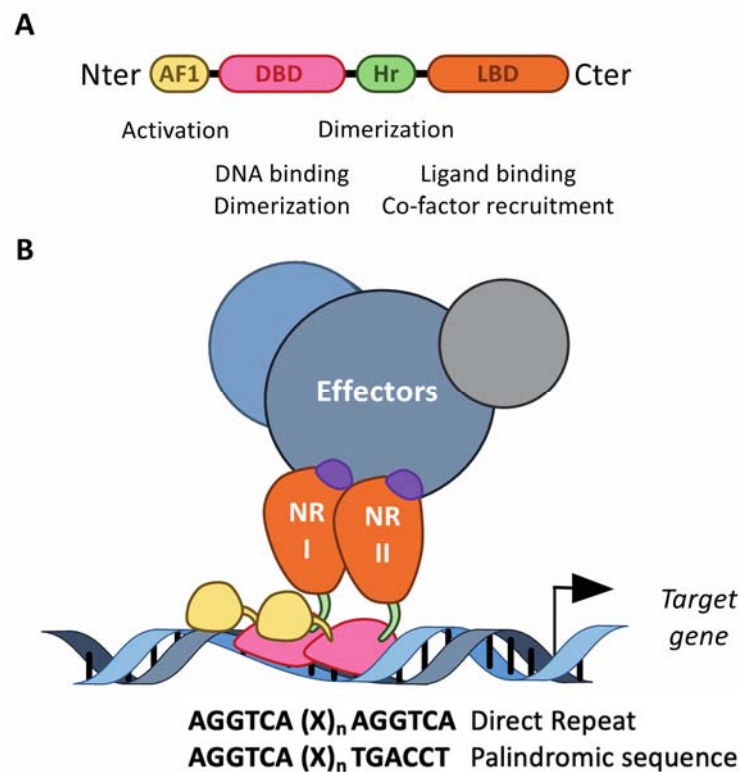 A
Nter AF1 DBD Hr LBD Cter
Activation Dimerization
DNA binding Ligand binding
Dimerization Co-factor recruitment
B
Effectors
NR I
NR II
Target
gene
AGGTCA (X)n AGGTCA Direct Repeat
AGGTCA (X)n TGACCT Palindromic sequence